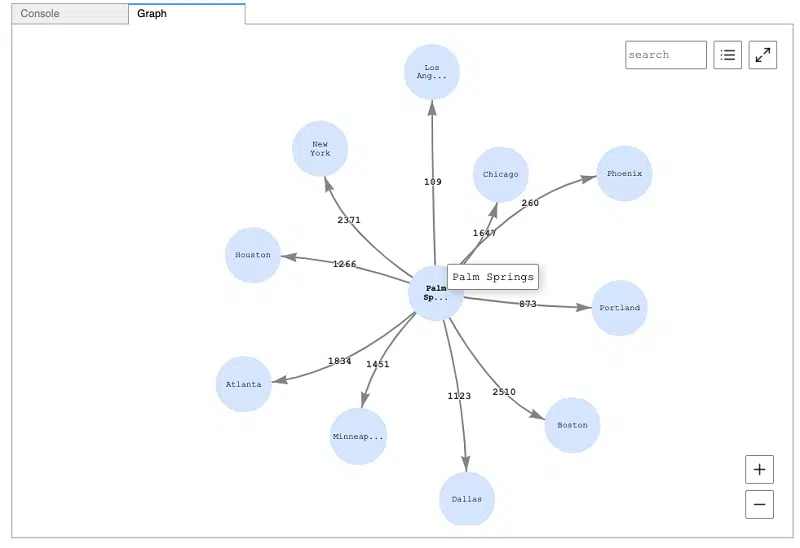 Console
Graph
search
Los
Ang...
New
York
Chicago
Phoenix
109
260
2371
1647
Houston
1266
Palm Springs
Palm
Sp...
873
Portland
1834
1451
Atlanta
1123
2510
Minneap...
Boston
Dallas